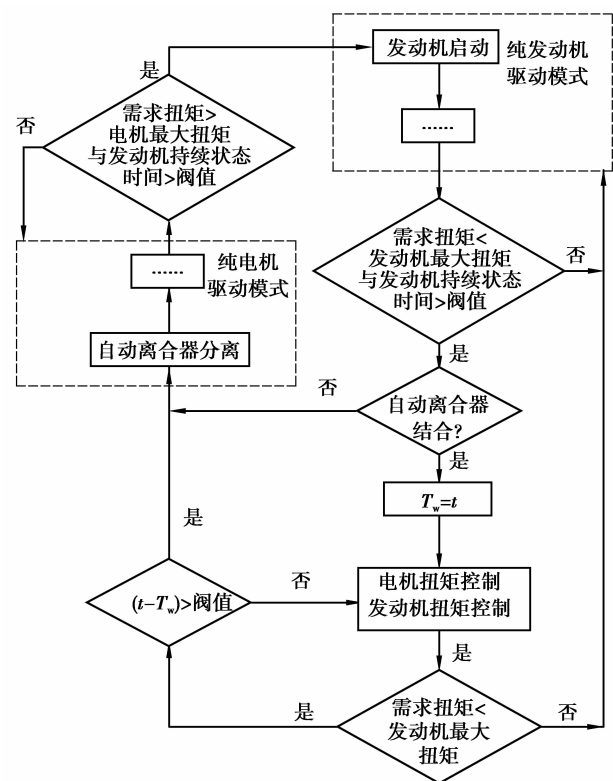 发动机启动
纯发动机
驱动模式
......
是
否
需求扭矩>
电机最大扭矩
与发动机持续状态
时间>阀值
需求扭矩<
发动机最大扭矩
与发动机持续状态
时间>阀值
否
......
纯电机
驱动模式
自动离合器分离
是
否
自动离合器
结合?
是
Tw=t
是
(t-Tw)>阀值
否
电机扭矩控制
发动机扭矩控制
是
是
需求扭矩<
发动机最大
扭矩
否